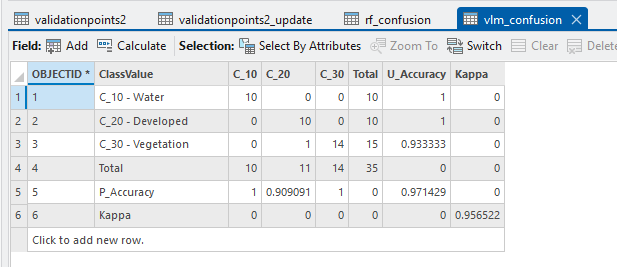 validationpoints2 validationpoints2_update rf_confusion vlm_confusion
Field: Add Calculate Selection: Select By Attributes Zoom To Switch Clear Delete
OBJECTID * ClassValue C_10 C_20 C_30 Total U_Accuracy Kappa
1 1 C_10 - Water 10 0 0 10 1 0
2 2 C_20 - Developed 0 10 0 10 1 0
3 3 C_30 - Vegetation 0 1 14 15 0.933333 0
4 4 Total 10 11 14 35 0 0
5 5 P_Accuracy 1 0.909091 1 0 0.971429 0
6 6 Kappa 0 0 0 0 0 0.956522
Click to add new row.